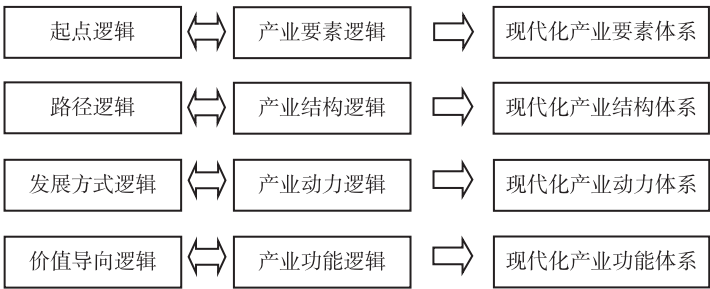 起点逻辑 产业要素逻辑 现代化产业要素体系
路径逻辑 产业结构逻辑 现代化产业结构体系
发展方式逻辑 产业动力逻辑 现代化产业动力体系
价值导向逻辑 产业功能逻辑 现代化产业功能体系